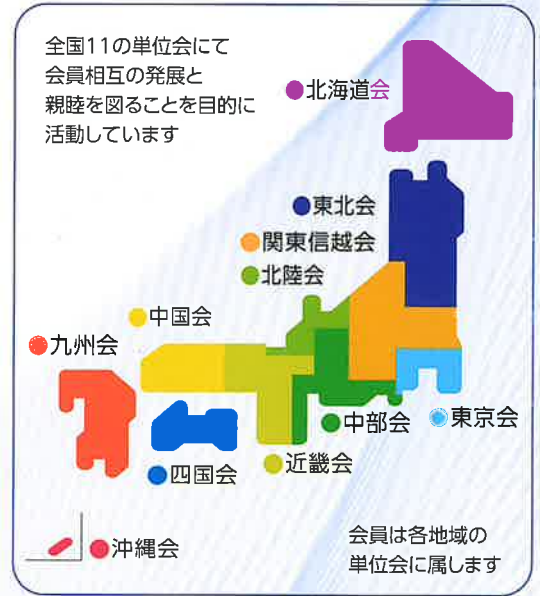 全国11の単位会にて
会員相互の発展と
親睦を図ることを目的に
活動しています
●北海道会
●東北会
●関東信越会
●北陸会
●中国会
●九州会
●中部会
●東京会
●近畿会
●四国会
●沖縄会
会員は各地域の
単位会に属します